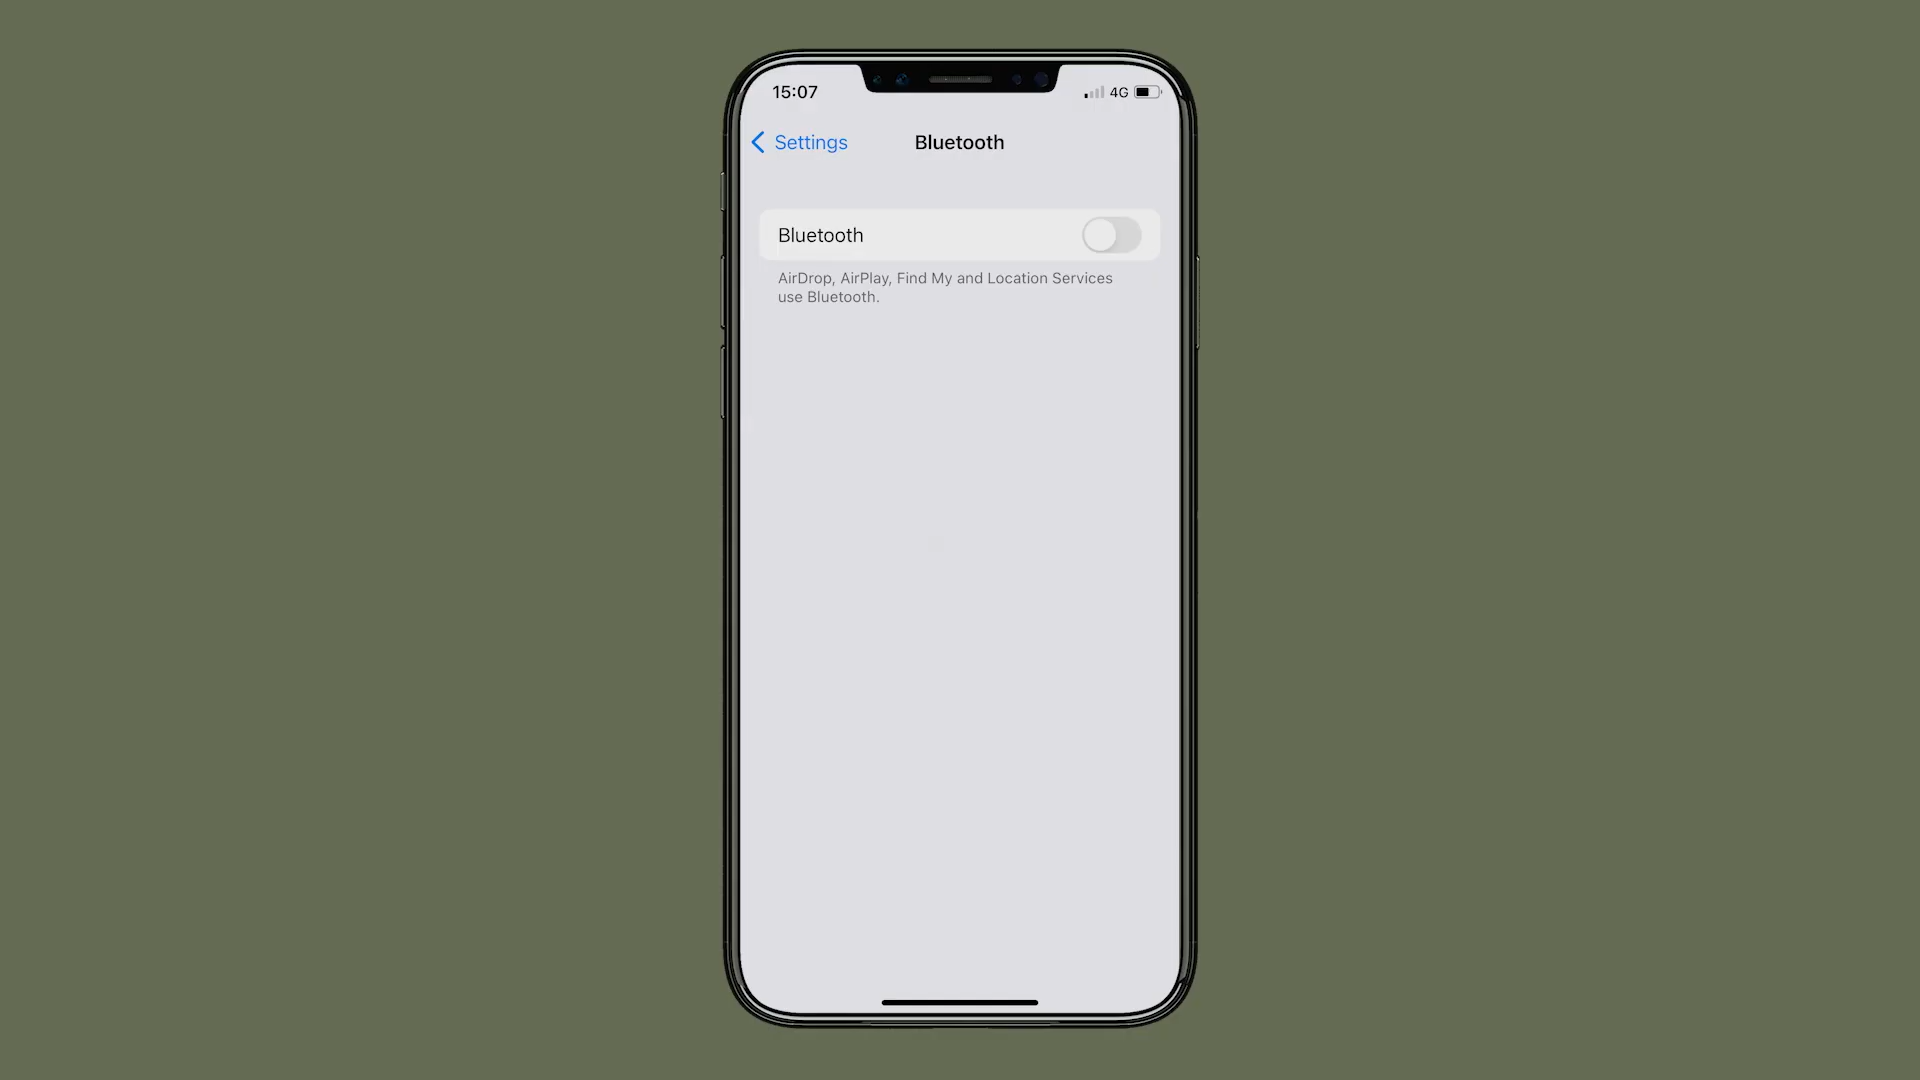 15:07
4G
Settings
Bluetooth
Bluetooth
AirDrop, AirPlay, Find My and Location Services
use Bluetooth.